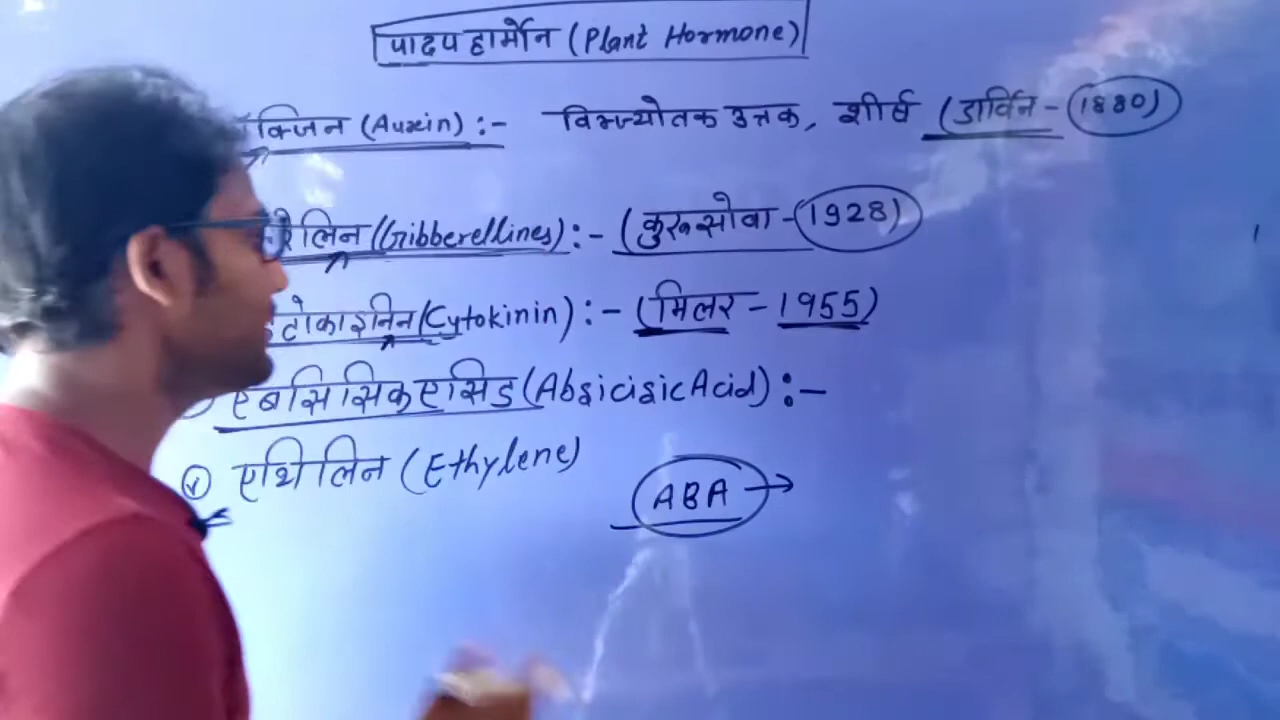 पादप हार्मोन (Plant Hormone)
क्जिन (Auxin) :- विभज्योतक उत्तक, शीर्ष (डार्विन - 1880)
रेलिन (Gibberellines) :- (कुरूसोवा - 1928)
टोकाइनिन (Cytokinin) :- (मिलर - 1955)
एबसिसिक एसिड (Absicisic Acid) :-
(v) एथिलिन (Ethylene)
ABA →